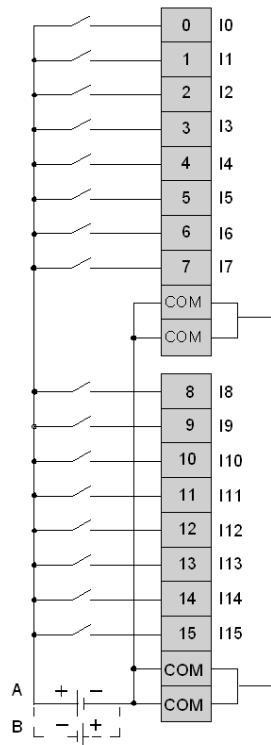 0 I0
1 I1
2 I2
3 I3
4 I4
5 I5
6 I6
7 I7
COM
COM
8 I8
9 I9
10 I10
11 I11
12 I12
13 I13
14 I14
15 I15
COM
A + − COM
B − +